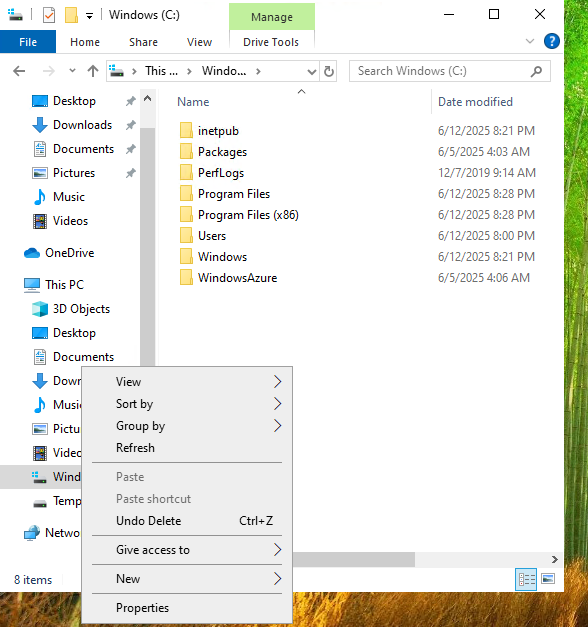 Windows (C:)
Manage
File
Home
Share
View
Drive Tools
?
This ...
Windo...
Search Windows (C:)
Desktop
Downloads
Documents
Pictures
Music
Videos
OneDrive
This PC
3D Objects
Desktop
Documents
Down
Music
Pictu
Video
Wind
Temp
Netwo
Name
Date modified
inetpub
6/12/2025 8:21 PM
Packages
6/5/2025 4:03 AM
PerfLogs
12/7/2019 9:14 AM
Program Files
6/12/2025 8:28 PM
Program Files (x86)
6/12/2025 8:28 PM
Users
6/12/2025 8:00 PM
Windows
6/12/2025 8:21 PM
WindowsAzure
6/5/2025 4:06 AM
View
Sort by
Group by
Refresh
Paste
Paste shortcut
Undo Delete
Ctrl+Z
Give access to
New
Properties
8 items